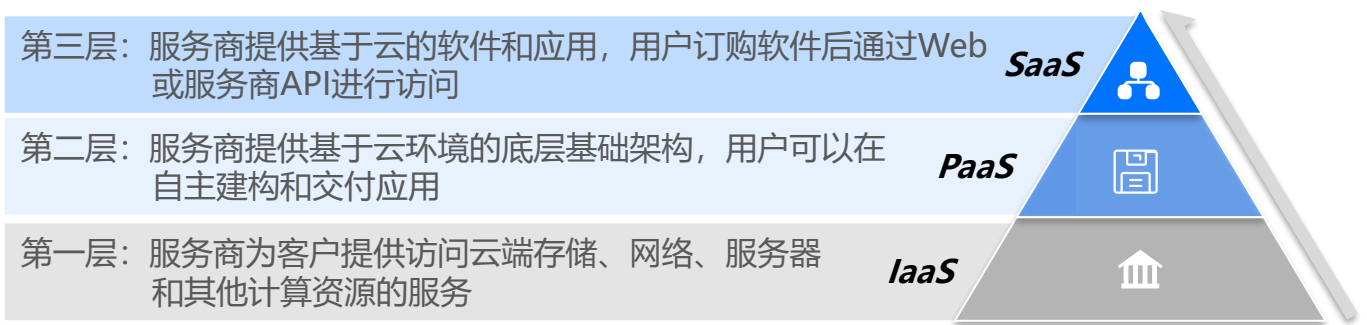 第三层：服务商提供基于云的软件和应用，用户订购软件后通过Web
或服务商API进行访问
SaaS
第二层：服务商提供基于云环境的底层基础架构，用户可以在
自主建构和交付应用
PaaS
第一层：服务商为客户提供访问云端存储、网络、服务器
和其他计算资源的服务
IaaS